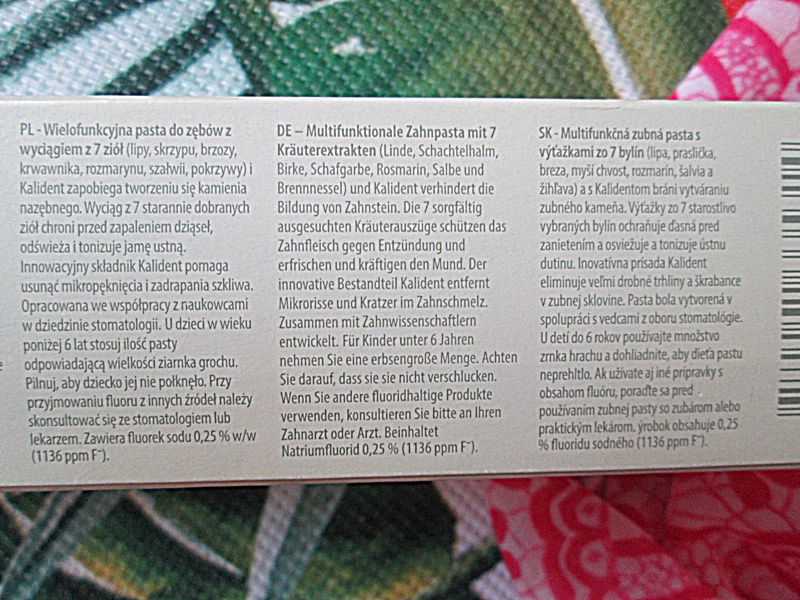 PL - Wielofunkcyjna pasta do zębów z
wyciągiem z 7 ziół (lipy, skrzypu, brzozy,
krwawnika, rozmarynu, szałwii, pokrzywy) i
Kalident zapobiega tworzeniu się kamienia
nazębnego. Wyciąg z 7 starannie dobranych
ziół chroni przed zapaleniem dziąseł,
odświeża i tonizuje jamę ustną.
Innowacyjny składnik Kalident pomaga
usunąć mikropęknięcia i zadrapania szkliwa.
Opracowana we współpracy z naukowcami
w dziedzinie stomatologii. U dzieci w wieku
poniżej 6 lat stosuj ilość pasty
odpowiadającą wielkości ziarnka grochu.
Pilnuj, aby dziecko jej nie połknęło. Przy
przyjmowaniu fluoru z innych źródeł należy
skonsultować się ze stomatologiem lub
lekarzem. Zawiera fluorek sodu 0,25 % w/w
(1136 ppm F⁻).
DE – Multifunktionale Zahnpasta mit 7
Kräuterextrakten (Linde, Schachtelhalm,
Birke, Schafgarbe, Rosmarin, Salbe und
Brennnessel) und Kalident verhindert die
Bildung von Zahnstein. Die 7 sorgfältig
ausgesuchten Kräuterauszüge schützen das
Zahnfleisch gegen Entzündung und
erfrischen und kräftigen den Mund. Der
innovative Bestandteil Kalident entfernt
Mikrorisse und Kratzer im Zahnschmelz.
Zusammen mit Zahnwissenschaftlern
entwickelt. Für Kinder unter 6 Jahren
nehmen Sie eine erbsengroße Menge. Achten
Sie darauf, dass sie sie nicht verschlucken.
Wenn Sie andere fluoridhaltige Produkte
verwenden, konsultieren Sie bitte an Ihren
Zahnarzt oder Arzt. Beinhaltet
Natriumfluorid 0,25 % (1136 ppm F⁻).
SK - Multifunkčná zubná pasta s
výťažkami zo 7 bylín (lipa, praslička,
breza, myší chvost, rozmarín, šalvia a
žihľava) a s Kalidentom bráni vytváraniu
zubného kameňa. Výťažky zo 7 starostlivo
vybraných bylín ochraňuje ďasná pred
zanietením a osviežuje a tonizuje ústnu
dutinu. Inovatívna prísada Kalident
eliminuje veľmi drobné trhliny a škrabance
v zubnej sklovine. Pasta bola vytvorená v
spolupráci s vedcami z oboru stomatológie.
U detí do 6 rokov používajte množstvo
zrnka hrachu a dohliadnite, aby dieťa pastu
neprehltlo. Ak užívate aj iné prípravky s
obsahom fluóru, poraďte sa pred
používaním zubnej pasty so zubárom alebo
praktickým lekárom. ýrobok obsahuje 0,25
% fluoridu sodného (1136 ppm F⁻).